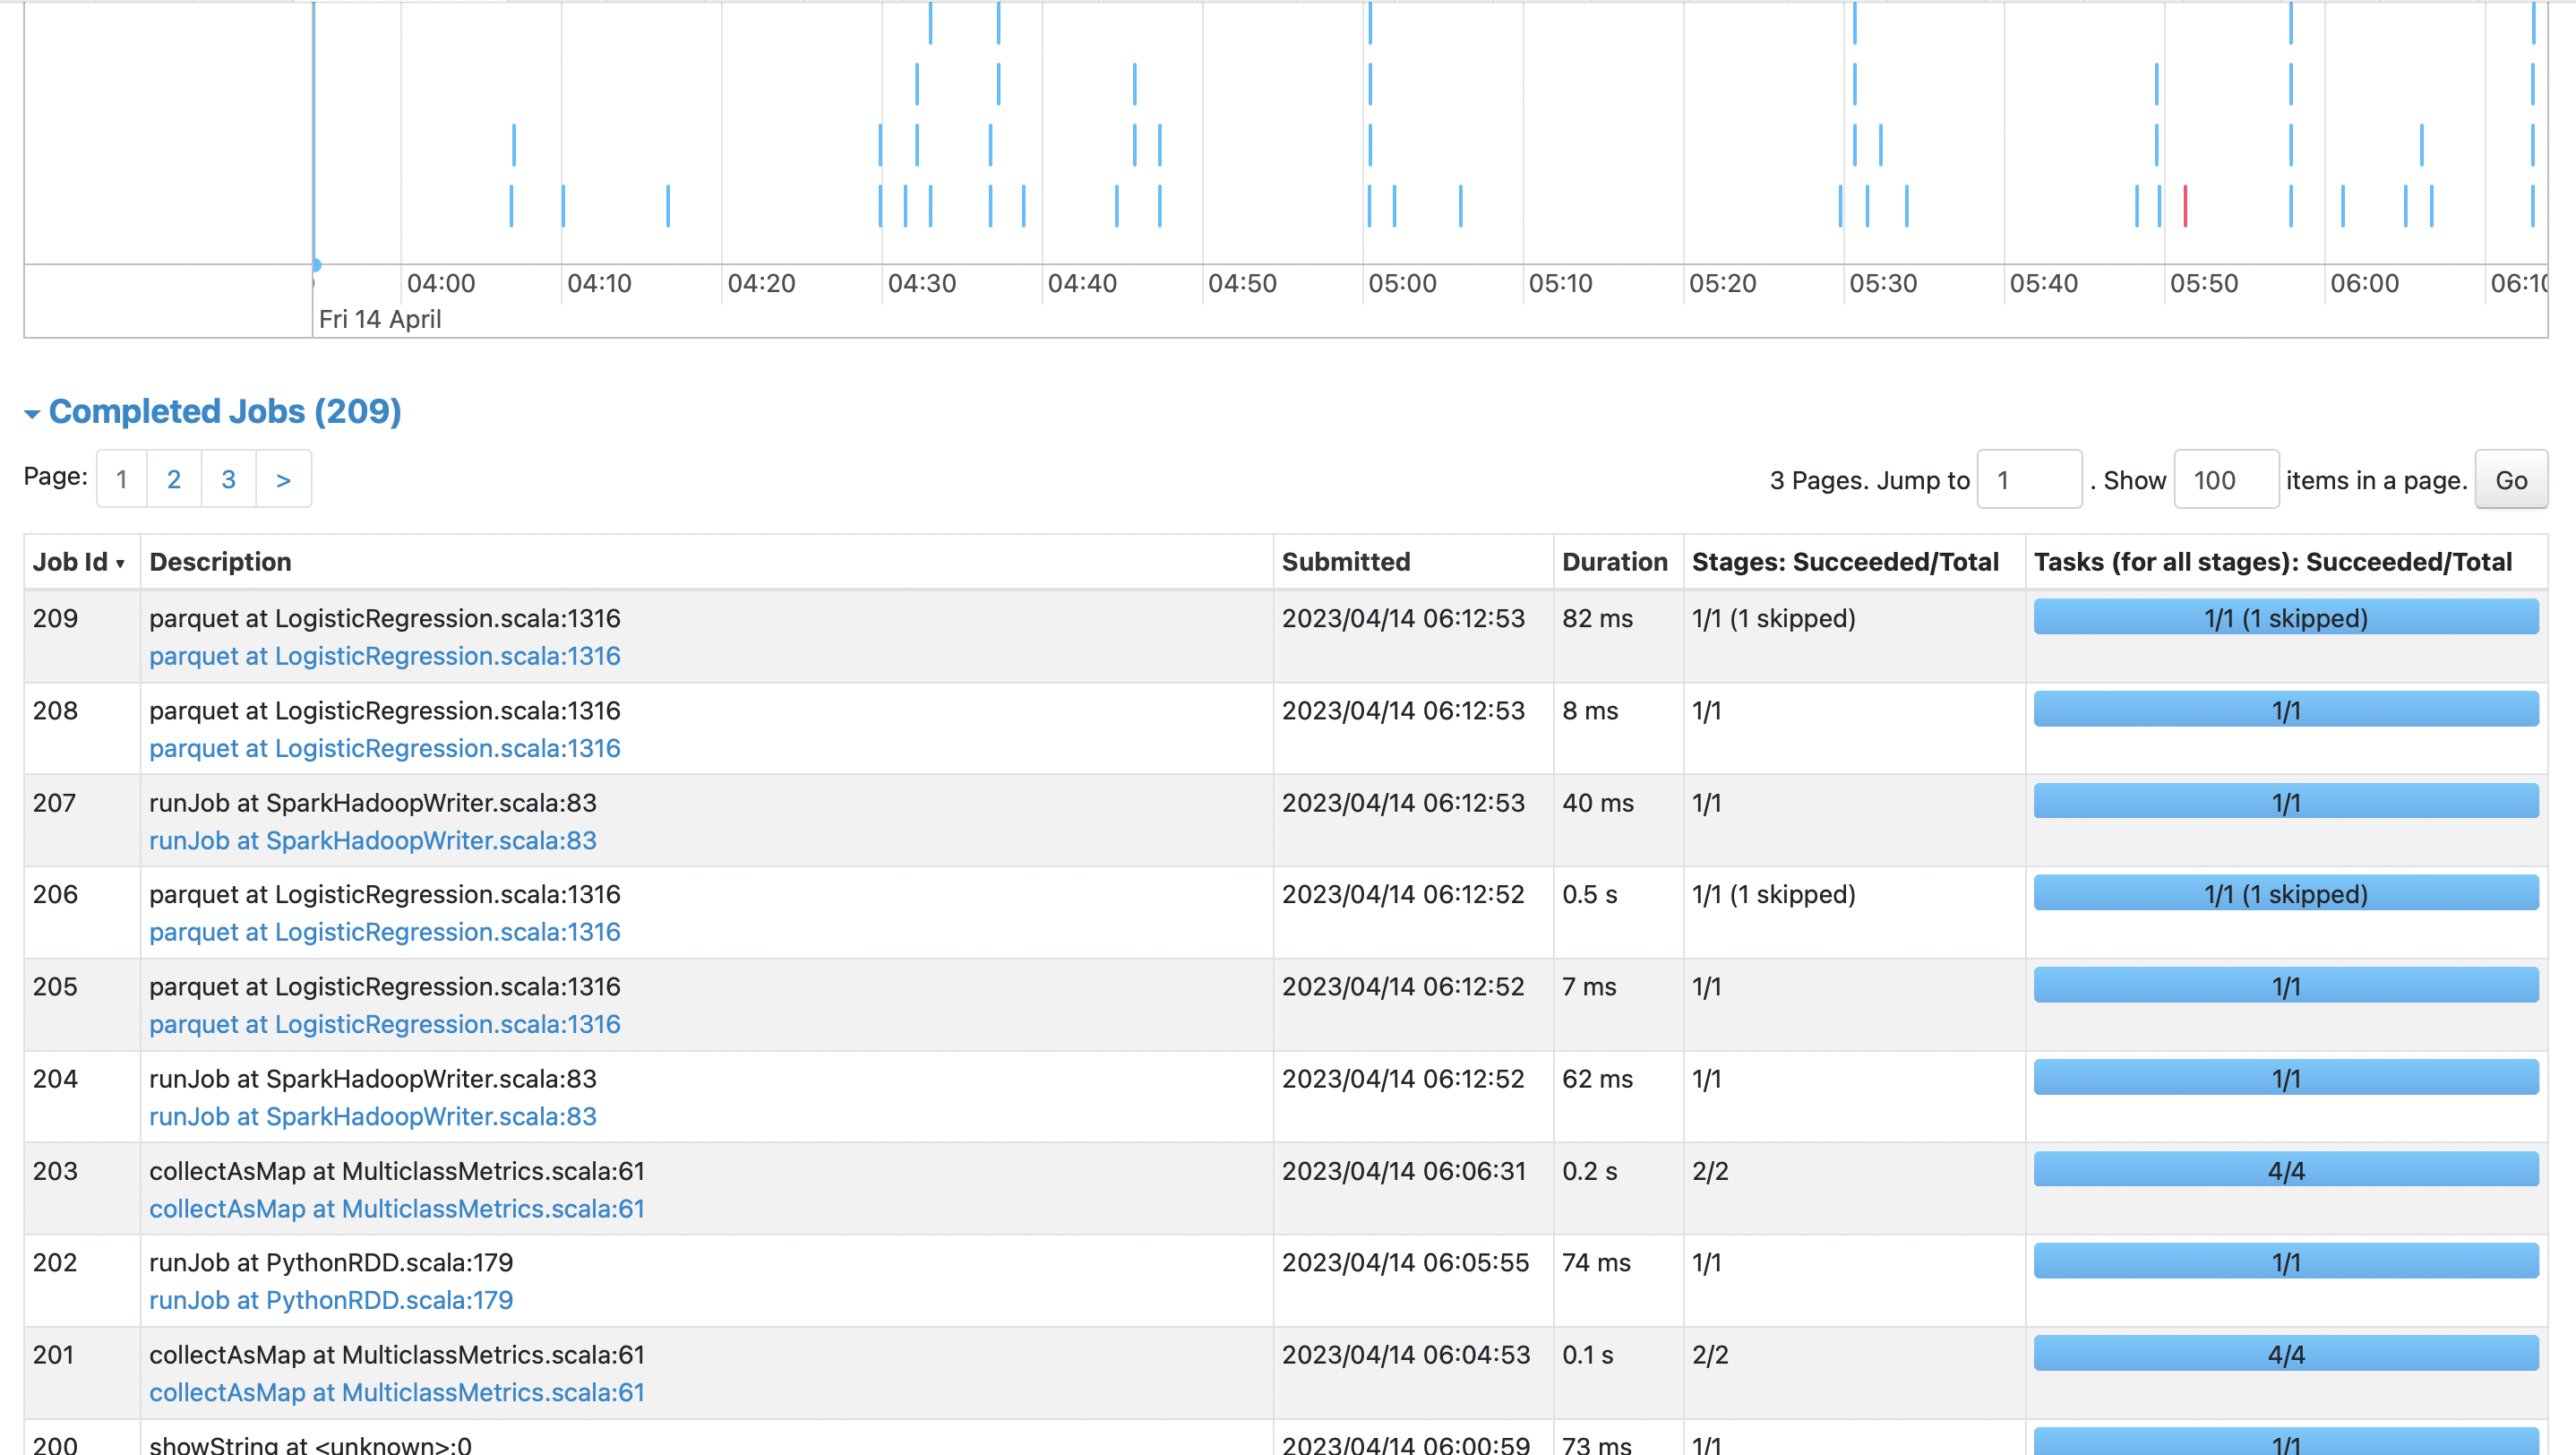 04:00 04:10 04:20 04:30 04:40 04:50 05:00 05:10 05:20 05:30 05:40 05:50 06:00 06:10
Fri 14 April
Completed Jobs (209)
Page: 1 2 3 > 3 Pages. Jump to 1 . Show 100 items in a page. Go
Job Id ▾ Description Submitted Duration Stages: Succeeded/Total Tasks (for all stages): Succeeded/Total
209 parquet at LogisticRegression.scala:1316 2023/04/14 06:12:53 82 ms 1/1 (1 skipped) 1/1 (1 skipped)
parquet at LogisticRegression.scala:1316
208 parquet at LogisticRegression.scala:1316 2023/04/14 06:12:53 8 ms 1/1 1/1
parquet at LogisticRegression.scala:1316
207 runJob at SparkHadoopWriter.scala:83 2023/04/14 06:12:53 40 ms 1/1 1/1
runJob at SparkHadoopWriter.scala:83
206 parquet at LogisticRegression.scala:1316 2023/04/14 06:12:52 0.5 s 1/1 (1 skipped) 1/1 (1 skipped)
parquet at LogisticRegression.scala:1316
205 parquet at LogisticRegression.scala:1316 2023/04/14 06:12:52 7 ms 1/1 1/1
parquet at LogisticRegression.scala:1316
204 runJob at SparkHadoopWriter.scala:83 2023/04/14 06:12:52 62 ms 1/1 1/1
runJob at SparkHadoopWriter.scala:83
203 collectAsMap at MulticlassMetrics.scala:61 2023/04/14 06:06:31 0.2 s 2/2 4/4
collectAsMap at MulticlassMetrics.scala:61
202 runJob at PythonRDD.scala:179 2023/04/14 06:05:55 74 ms 1/1 1/1
runJob at PythonRDD.scala:179
201 collectAsMap at MulticlassMetrics.scala:61 2023/04/14 06:04:53 0.1 s 2/2 4/4
collectAsMap at MulticlassMetrics.scala:61
200 showString at <unknown>:0 2023/04/14 06:00:59 73 ms 1/1 1/1